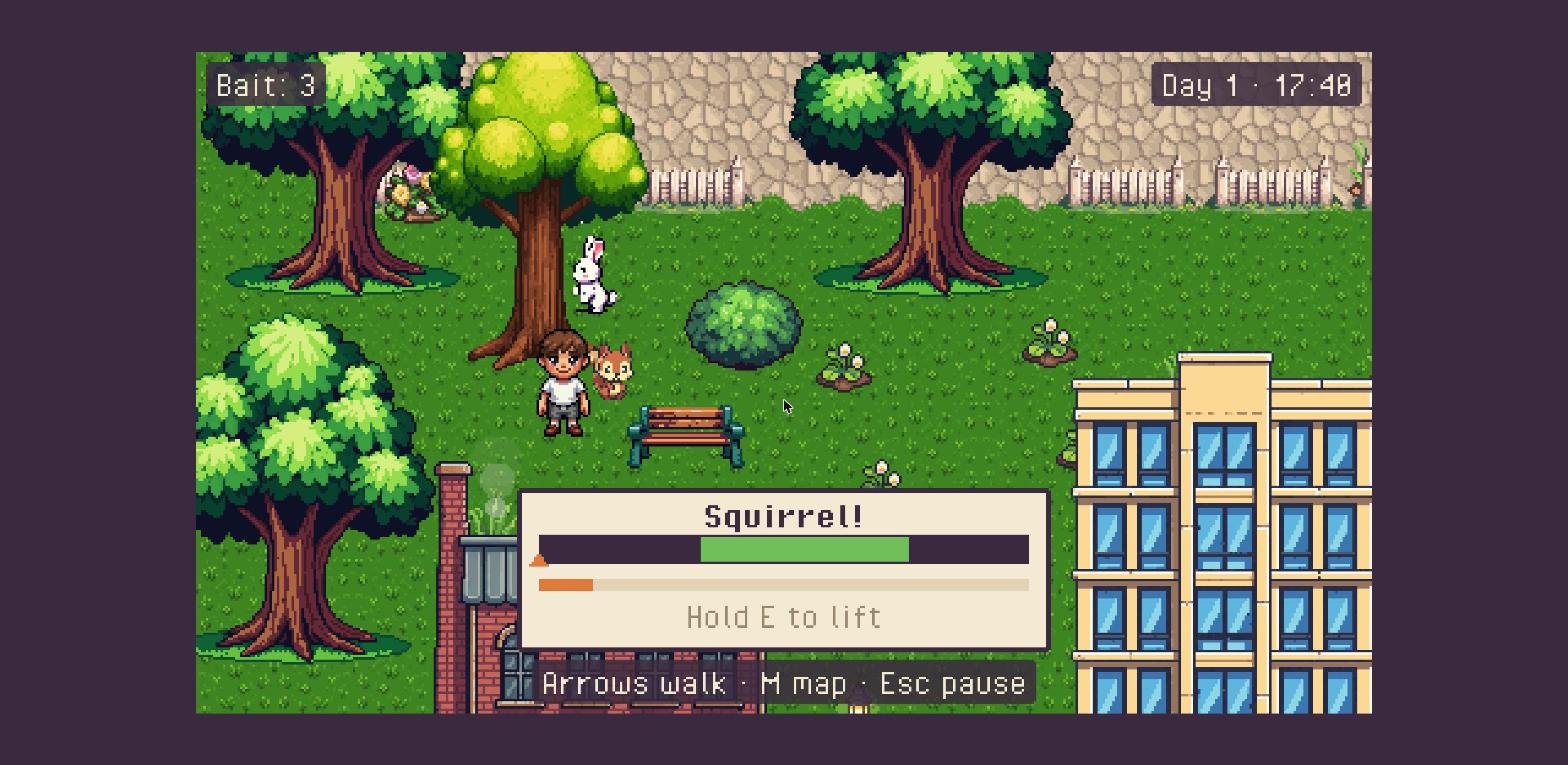 Bait: 3
Day 1 · 17:40
Squirrel!
Hold E to lift
Arrows walk · M map · Esc pause